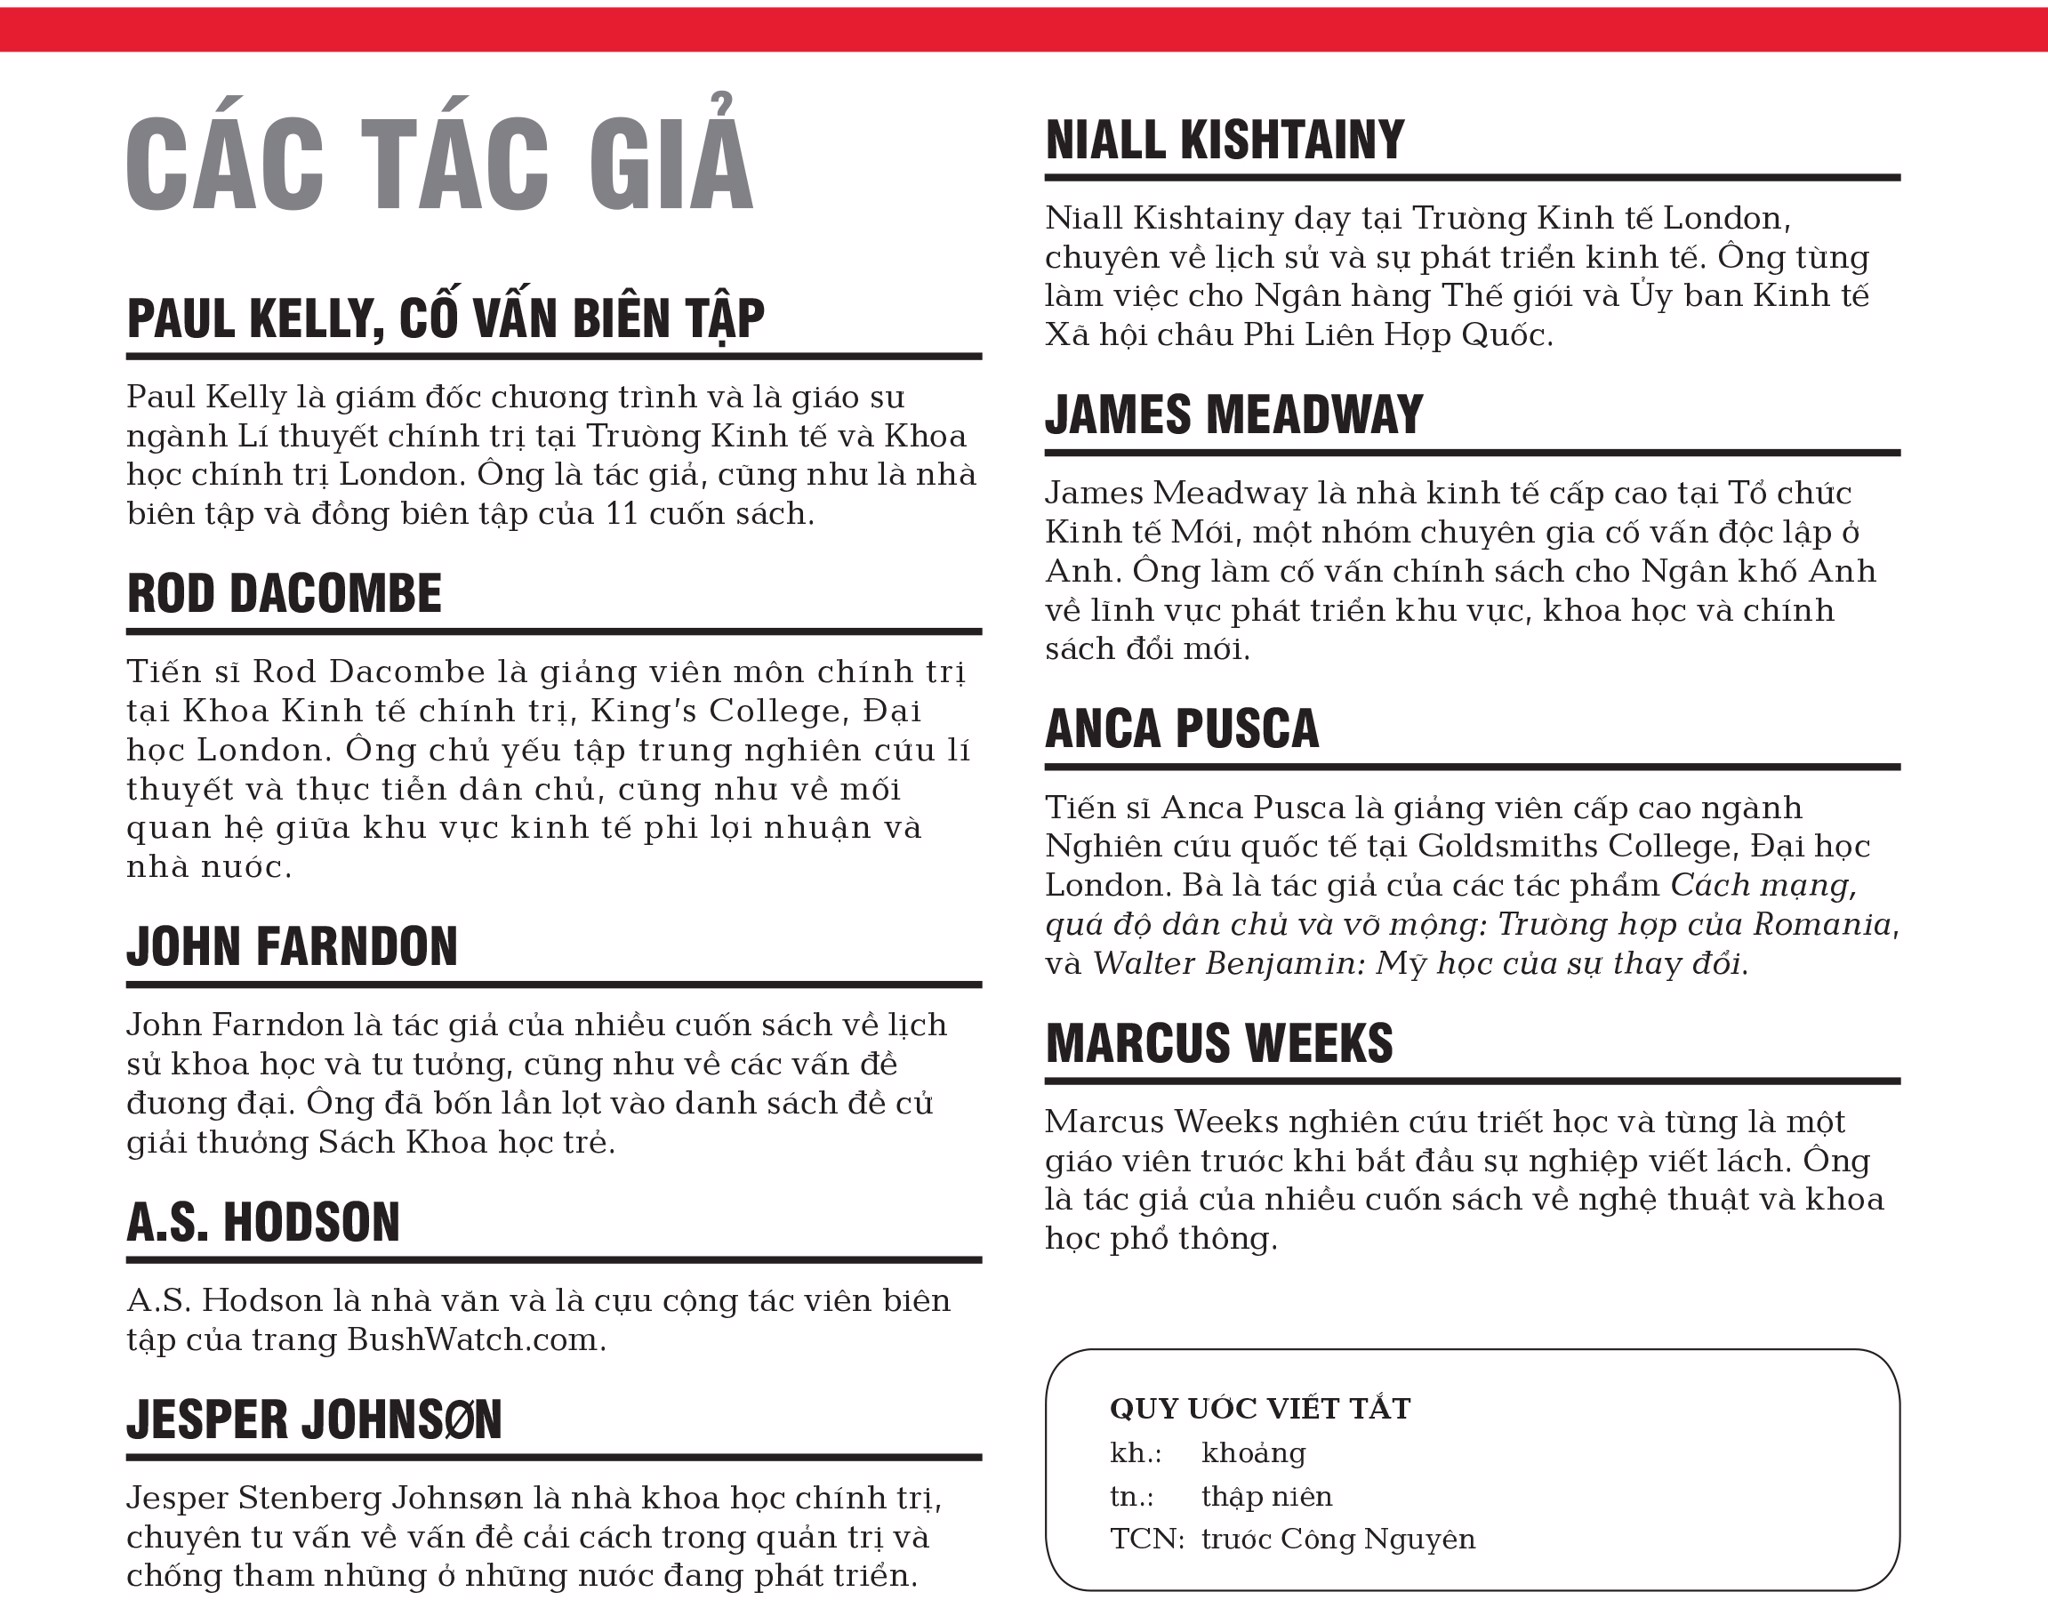 CÁC TÁC GIẢ
PAUL KELLY, CỐ VẤN BIÊN TẬP
Paul Kelly là giám đốc chương trình và là giáo sư
ngành Lí thuyết chính trị tại Trường Kinh tế và Khoa
học chính trị London. Ông là tác giả, cũng như là nhà
biên tập và đồng biên tập của 11 cuốn sách.
ROD DACOMBE
Tiến sĩ Rod Dacombe là giảng viên môn chính trị
tại Khoa Kinh tế chính trị, King’s College, Đại
học London. Ông chủ yếu tập trung nghiên cứu lí
thuyết và thực tiễn dân chủ, cũng như về mối
quan hệ giữa khu vực kinh tế phi lợi nhuận và
nhà nước.
JOHN FARNDON
John Farndon là tác giả của nhiều cuốn sách về lịch
sử khoa học và tư tưởng, cũng như về các vấn đề
đương đại. Ông đã bốn lần lọt vào danh sách đề cử
giải thưởng Sách Khoa học trẻ.
A.S. HODSON
A.S. Hodson là nhà văn và là cựu cộng tác viên biên
tập của trang BushWatch.com.
JESPER JOHNSØN
Jesper Stenberg Johnsøn là nhà khoa học chính trị,
chuyên tư vấn về vấn đề cải cách trong quản trị và
chống tham nhũng ở những nước đang phát triển.
NIALL KISHTAINY
Niall Kishtainy dạy tại Trường Kinh tế London,
chuyên về lịch sử và sự phát triển kinh tế. Ông từng
làm việc cho Ngân hàng Thế giới và Ủy ban Kinh tế
Xã hội châu Phi Liên Hợp Quốc.
JAMES MEADWAY
James Meadway là nhà kinh tế cấp cao tại Tổ chức
Kinh tế Mới, một nhóm chuyên gia cố vấn độc lập ở
Anh. Ông làm cố vấn chính sách cho Ngân khố Anh
về lĩnh vực phát triển khu vực, khoa học và chính
sách đổi mới.
ANCA PUSCA
Tiến sĩ Anca Pusca là giảng viên cấp cao ngành
Nghiên cứu quốc tế tại Goldsmiths College, Đại học
London. Bà là tác giả của các tác phẩm Cách mạng,
quá độ dân chủ và vỡ mộng: Trường hợp của Romania,
và Walter Benjamin: Mỹ học của sự thay đổi.
MARCUS WEEKS
Marcus Weeks nghiên cứu triết học và từng là một
giáo viên trước khi bắt đầu sự nghiệp viết lách. Ông
là tác giả của nhiều cuốn sách về nghệ thuật và khoa
học phổ thông.
QUY ƯỚC VIẾT TẮT
kh.: khoảng
tn.: thập niên
TCN: trước Công Nguyên